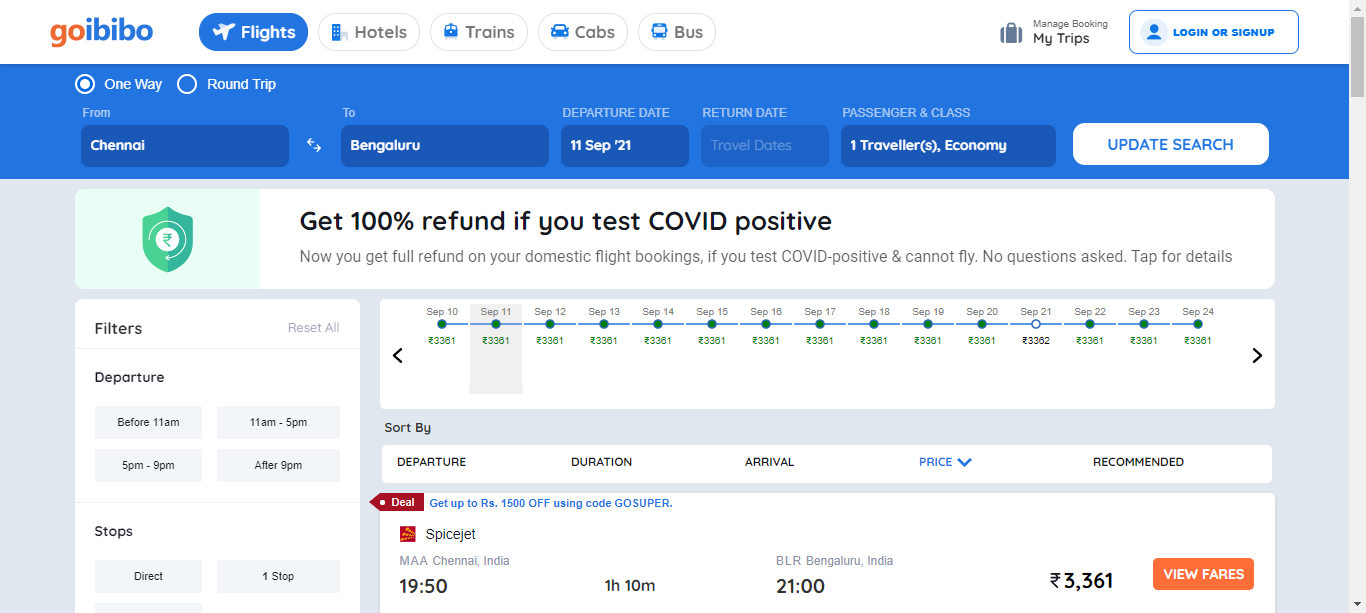 goibibo
Flights
Hotels
Trains
Cabs
Bus
Manage Booking
My Trips
LOGIN OR SIGNUP
One Way
Round Trip
From
To
DEPARTURE DATE
RETURN DATE
PASSENGER & CLASS
Chennai
Bengaluru
11 Sep '21
Travel Dates
1 Traveller(s), Economy
UPDATE SEARCH
Get 100% refund if you test COVID positive
Now you get full refund on your domestic flight bookings, if you test COVID-positive & cannot fly. No questions asked. Tap for details
Filters
Reset All
Departure
Before 11am
11am - 5pm
5pm - 9pm
After 9pm
Stops
Direct
1 Stop
Sep 10 Sep 11 Sep 12 Sep 13 Sep 14 Sep 15 Sep 16 Sep 17 Sep 18 Sep 19 Sep 20 Sep 21 Sep 22 Sep 23 Sep 24
₹3361 ₹3361 ₹3361 ₹3361 ₹3361 ₹3361 ₹3361 ₹3361 ₹3361 ₹3361 ₹3361 ₹3362 ₹3361 ₹3361 ₹3361
Sort By
DEPARTURE
DURATION
ARRIVAL
PRICE
RECOMMENDED
Deal
Get up to Rs. 1500 OFF using code GOSUPER.
Spicejet
MAA Chennai, India
BLR Bengaluru, India
19:50
1h 10m
21:00
₹3,361
VIEW FARES